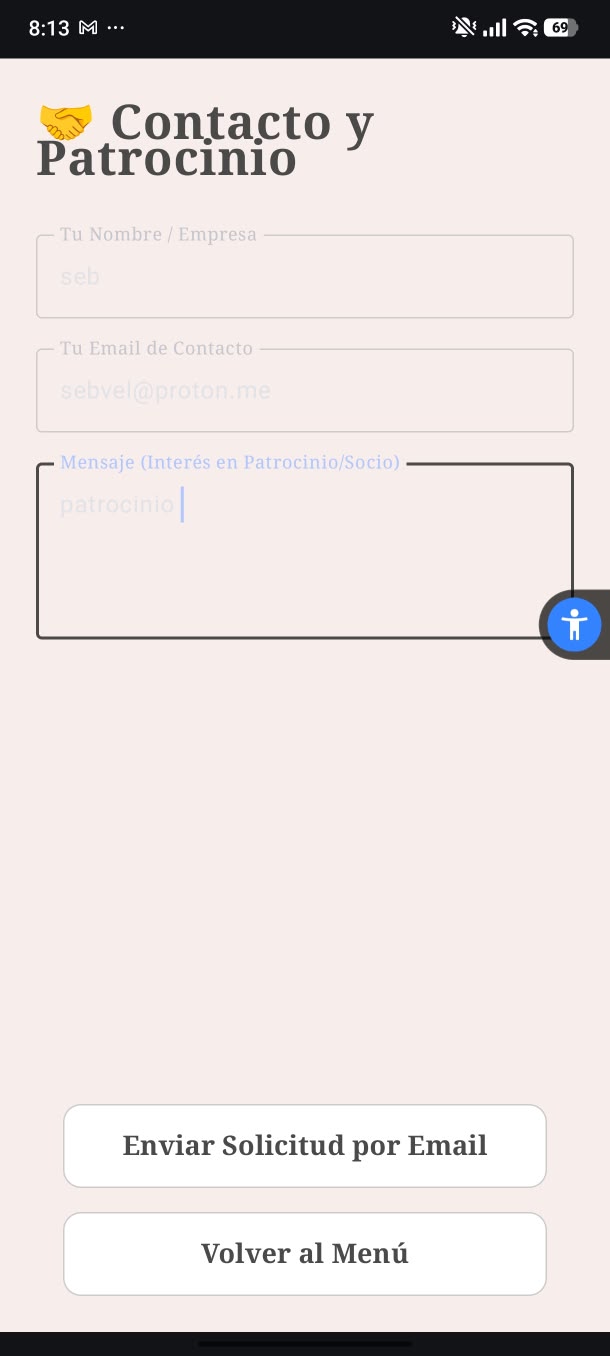 8:13
69
🤝 Contacto y
Patrocinio
Tu Nombre / Empresa
seb
Tu Email de Contacto
sebvel@proton.me
Mensaje (Interés en Patrocinio/Socio)
patrocinio
Enviar Solicitud por Email
Volver al Menú